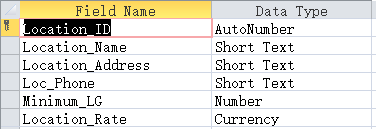 Field Name Data Type
Location_ID AutoNumber
Location_Name Short Text
Location_Address Short Text
Loc_Phone Short Text
Minimum_LG Number
Location_Rate Currency